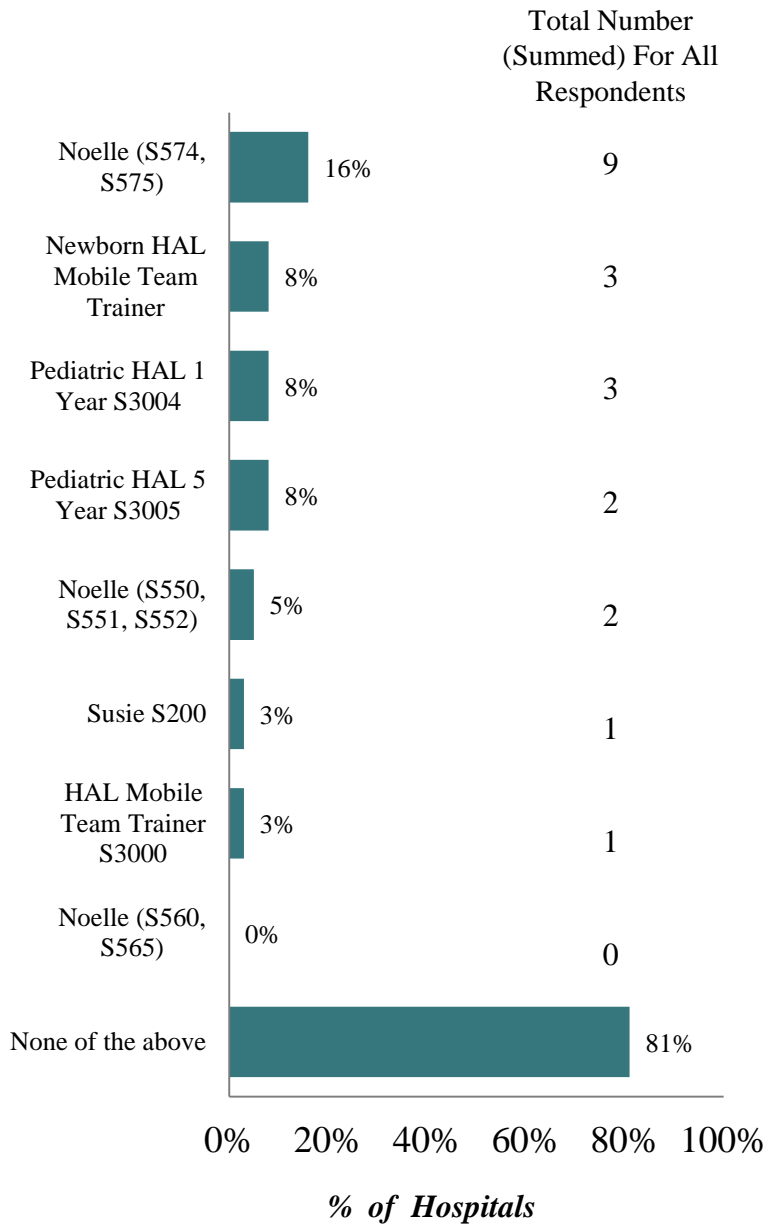 Total Number
(Summed) For All
Respondents
Noelle (S574,
S575)
16%
9
Newborn HAL
Mobile Team
Trainer
8%
3
Pediatric HAL 1
Year S3004
8%
3
Pediatric HAL 5
Year S3005
8%
2
Noelle (S550,
S551, S552)
5%
2
Susie S200
3%
1
HAL Mobile
Team Trainer
S3000
3%
1
Noelle (S560,
S565)
0%
0
None of the above
81%
0% 20% 40% 60% 80% 100%
% of Hospitals